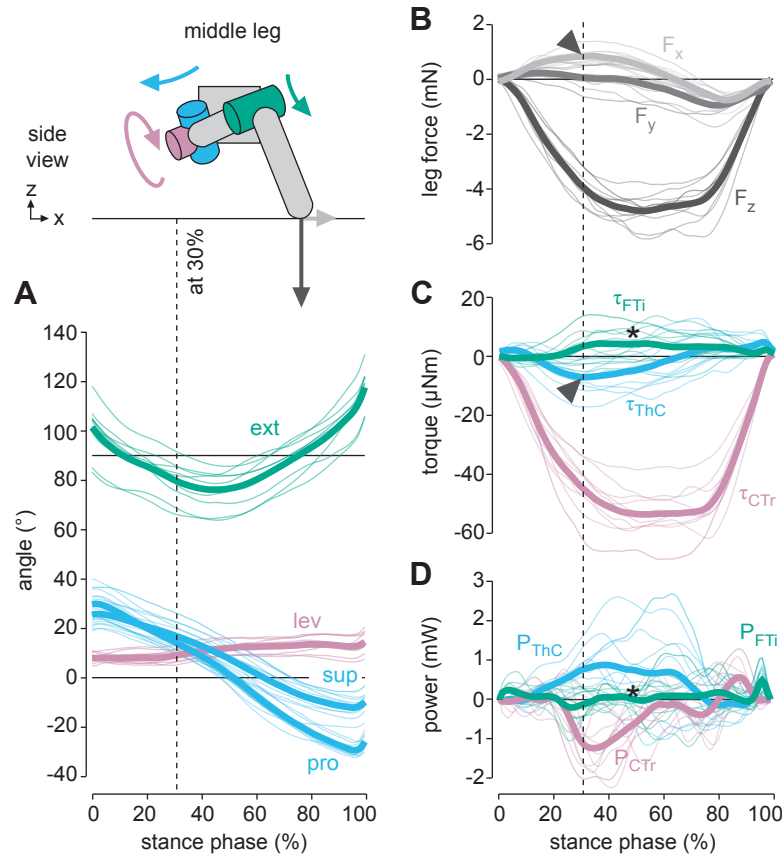 middle leg
side
view
z
x
at 30%
A
140
120
100
80
60
40
20
0
-20
-40
angle (°)
ext
lev
sup
pro
0 20 40 60 80 100
stance phase (%)
B
2
0
-2
-4
-6
leg force (mN)
Fx
Fy
Fz
C
20
0
-20
-40
-60
torque (µNm)
τFTi
*
τThC
τCTr
D
3
2
1
0
-1
-2
power (mW)
PThC
PFTi
*
PCTr
0 20 40 60 80 100
stance phase (%)